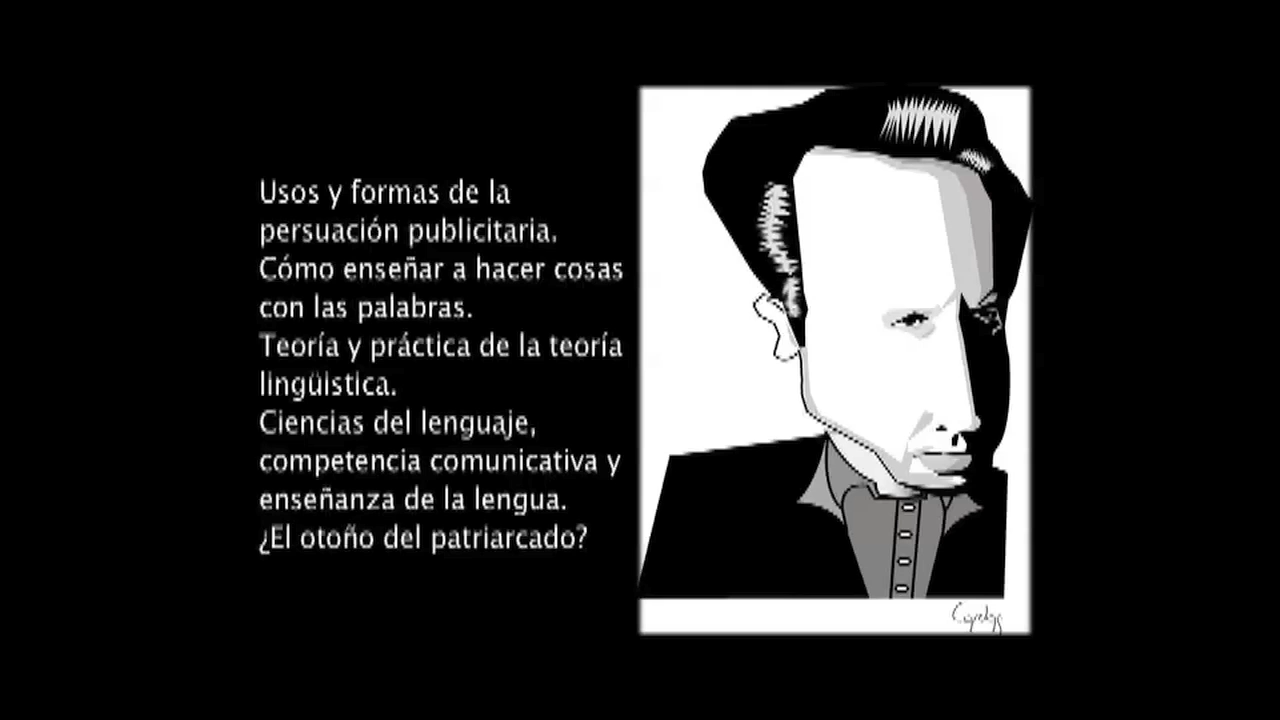 Usos y formas de la
persuación publicitaria.
Cómo enseñar a hacer cosas
con las palabras.
Teoría y práctica de la teoría
lingüistica.
Ciencias del lenguaje,
competencia comunicativa y
enseñanza de la lengua.
¿El otoño del patriarcado?